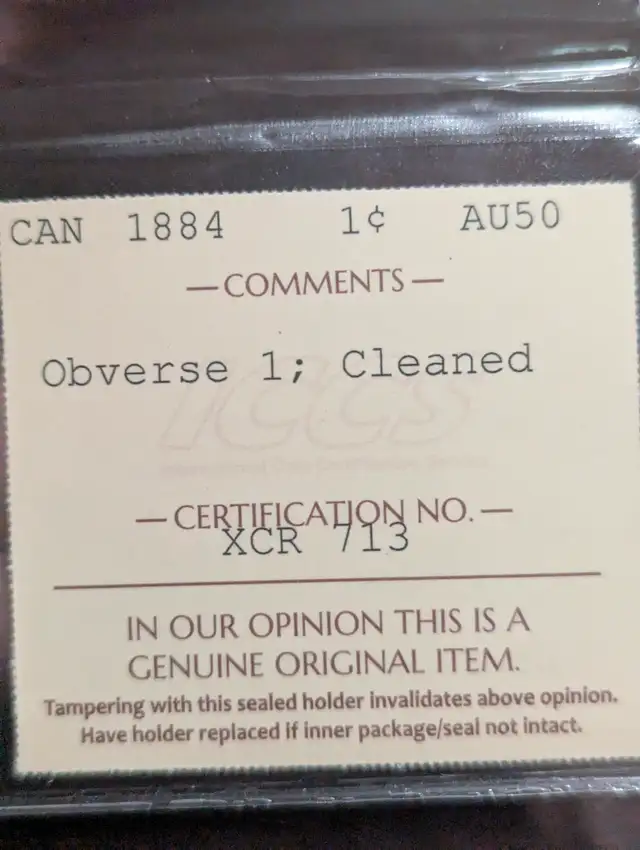 CAN 1884 1¢ AU50
— COMMENTS —
Obverse 1; Cleaned
ICCS
— CERTIFICATION NO. —
XCR 713
IN OUR OPINION THIS IS A
GENUINE ORIGINAL ITEM.
Tampering with this sealed holder invalidates above opinion.
Have holder replaced if inner package/seal not intact.